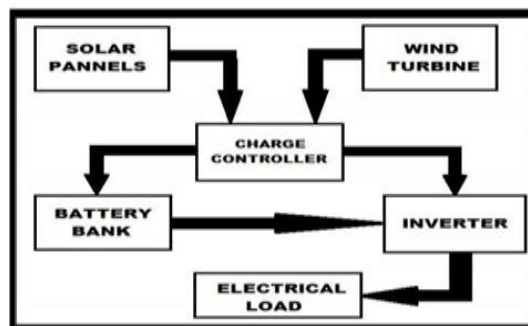 SOLAR
PANNELS
WIND
TURBINE
CHARGE
CONTROLLER
BATTERY
BANK
INVERTER
ELECTRICAL
LOAD